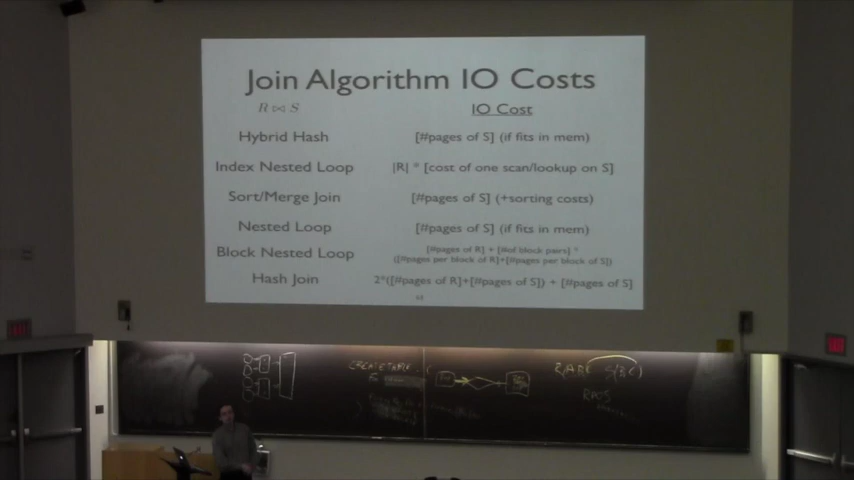 Join Algorithm IO Costs
R ⋈ S IO Cost
Hybrid Hash [#pages of S] (if fits in mem)
Index Nested Loop |R| * [cost of one scan/lookup on S]
Sort/Merge Join [#pages of S] (+sorting costs)
Nested Loop [#pages of S] (if fits in mem)
Block Nested Loop [#pages of R] + [#of block pairs] *
([#pages per block of R]+[#pages per block of S])
Hash Join 2*([#pages of R]+[#pages of S]) + [#pages of S]
CREATE TABLE